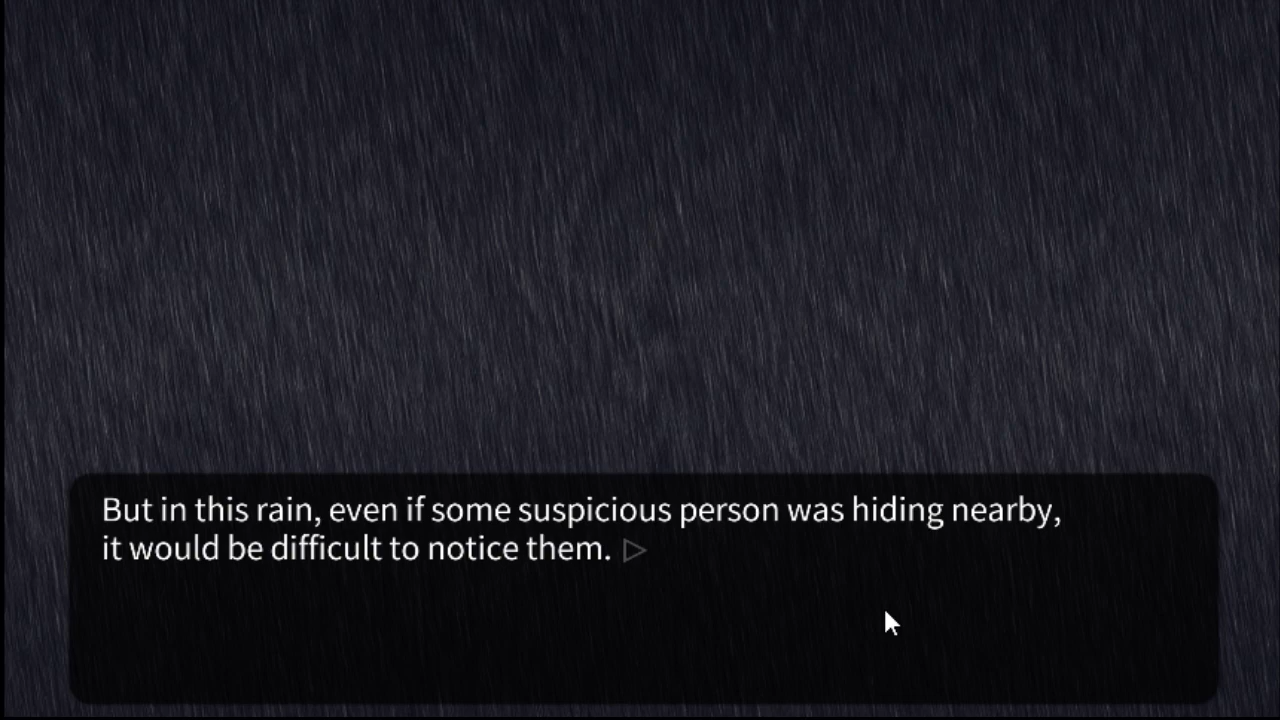 But in this rain, even if some suspicious person was hiding nearby,
it would be difficult to notice them.